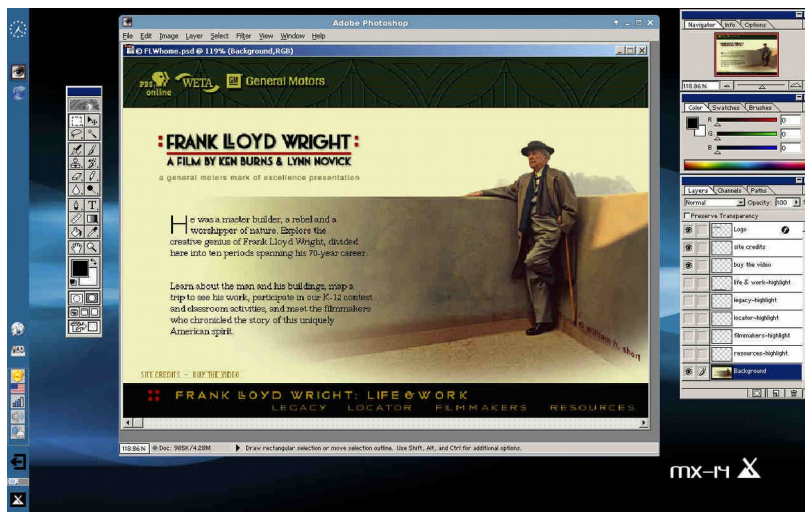 Adobe Photoshop
File Edit Image Layer Select Filter View Window Help
© FLWhome.psd @ 119% (Background,RGB)
PBS online WETA GM General Motors
FRANK LLOYD WRIGHT
A FILM BY KEN BURNS & LYNN NOVICK
a general motors mark of excellence presentation
He was a master builder, a rebel and a
worshipper of nature. Explore the
creative genius of Frank Lloyd Wright, divided
here into ten periods spanning his 70-year career.
Learn about the man and his buildings, map a
trip to see his work, participate in our K-12 contest
and classroom activities, and meet the filmmakers
who chronicled the story of this uniquely
American spirit.
© william h. short
SITE CREDITS - BUY THE VIDEO
FRANK LLOYD WRIGHT: LIFE & WORK
LEGACY LOCATOR FILMMAKERS RESOURCES
118.86% Doc: 985K/4.28M Draw rectangular selection or move selection outline. Use Shift, Alt, and Ctrl for additional options.
Navigator Info Options
118.86%
Color Swatches Brushes
R 0
G 0
B 0
Layers Channels Paths
Normal Opacity: 100 %
Preserve Transparency
Logo
site credits
buy the video
life & work-highlight
legacy-highlight
locator-highlight
filmmakers-highlight
ressources-highlight
Background
mx-14